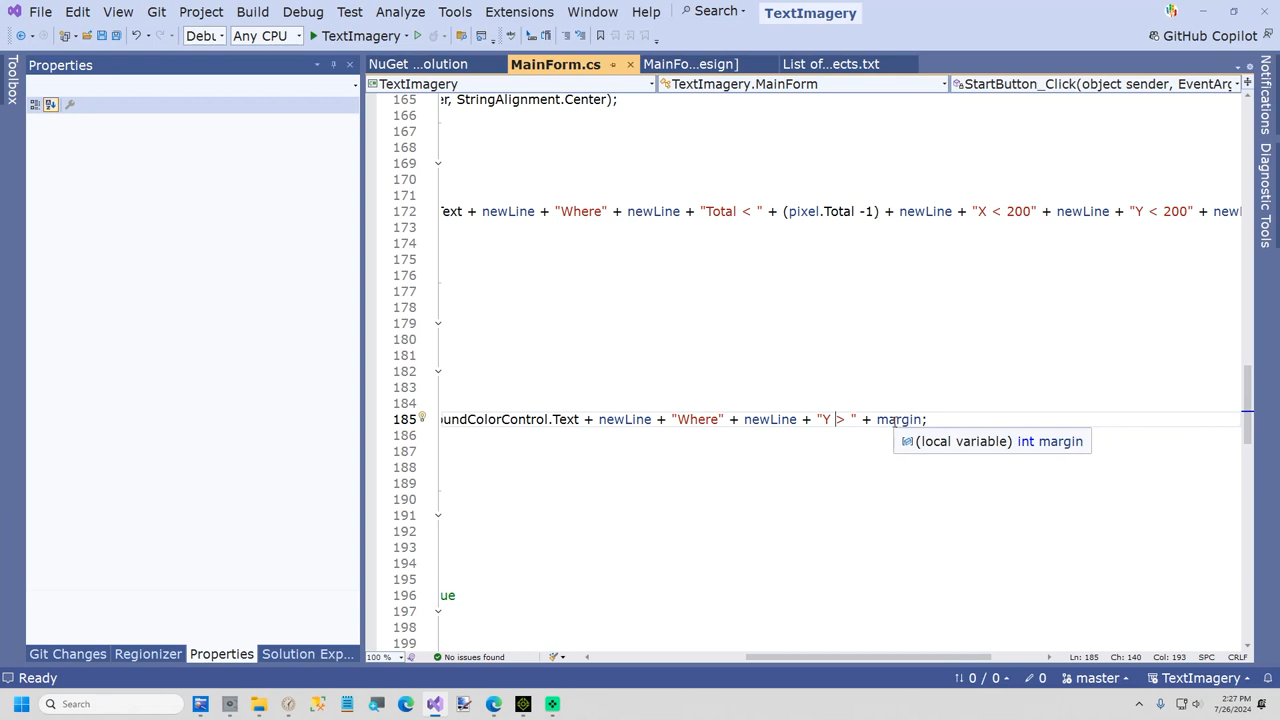 File Edit View Git Project Build Debug Test Analyze Tools Extensions Window Help Search TextImagery
Debu Any CPU TextImagery GitHub Copilot
Toolbox
Properties
NuGet ...olution MainForm.cs MainFo...esign] List of...ects.txt
TextImagery TextImagery.MainForm StartButton_Click(object sender, EventArg
165 er, StringAlignment.Center);
166
167
168
169
170
171
172 Text + newLine + "Where" + newLine + "Total < " + (pixel.Total -1) + newLine + "X < 200" + newLine + "Y < 200" + newl
173
174
175
176
177
178
179
180
181
182
183
184
185 oundColorControl.Text + newLine + "Where" + newLine + "Y > " + margin;
(local variable) int margin
186
187
188
189
190
191
192
193
194
195
196 ue
197
198
199
Notifications
Diagnostic Tools
Git Changes Regionizer Properties Solution Exp...
100 % No issues found Ln: 185 Ch: 140 Col: 193 SPC CRLF
Ready 0 / 0 0 master TextImagery
Search
2:27 PM
7/26/2024